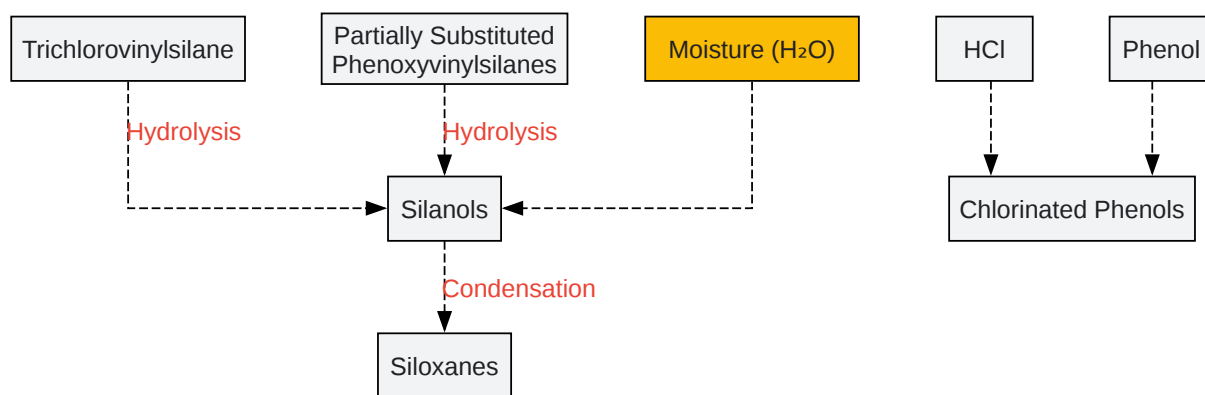 Trichlorovinylsilane
Partially Substituted
Phenoxyvinylsilanes
Moisture (H₂O)
HCl
Phenol
Hydrolysis
Hydrolysis
Silanols
Chlorinated Phenols
Condensation
Siloxanes